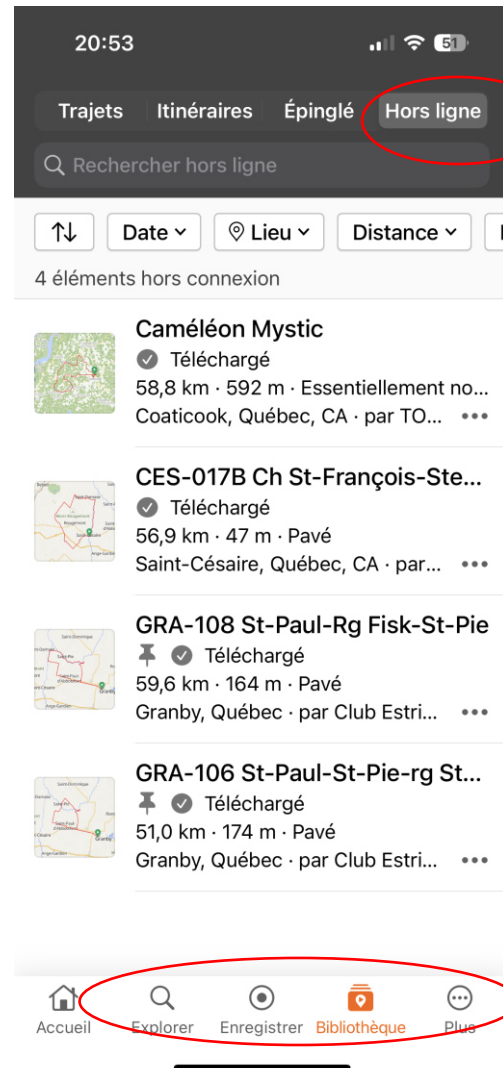 20:53
51
Trajets Itinéraires Épinglé Hors ligne
Rechercher hors ligne
Date Lieu Distance
4 éléments hors connexion
Caméléon Mystic
Téléchargé
58,8 km · 592 m · Essentiellement no...
Coaticook, Québec, CA · par TO...
CES-017B Ch St-François-Ste...
Téléchargé
56,9 km · 47 m · Pavé
Saint-Césaire, Québec, CA · par...
GRA-108 St-Paul-Rg Fisk-St-Pie
Téléchargé
59,6 km · 164 m · Pavé
Granby, Québec · par Club Estri...
GRA-106 St-Paul-St-Pie-rg St...
Téléchargé
51,0 km · 174 m · Pavé
Granby, Québec · par Club Estri...
Accueil Explorer Enregistrer Bibliothèque Plus